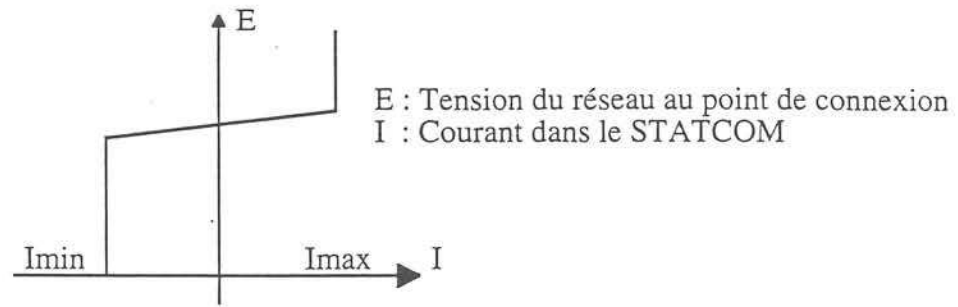 E
E : Tension du réseau au point de connexion
I : Courant dans le STATCOM
Imin Imax I